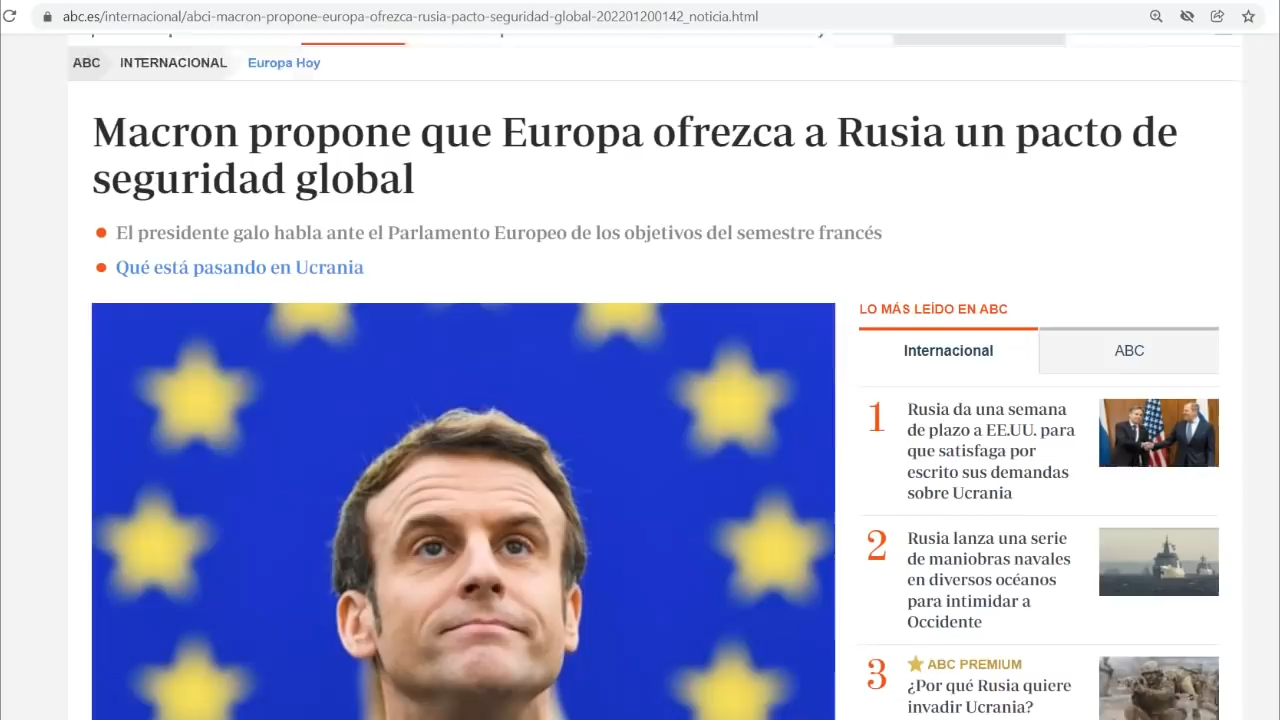 abc.es/internacional/abci-macron-propone-europa-ofrezca-rusia-pacto-seguridad-global-202201200142_noticia.html
ABC INTERNACIONAL Europa Hoy
Macron propone que Europa ofrezca a Rusia un pacto de
seguridad global
El presidente galo habla ante el Parlamento Europeo de los objetivos del semestre francés
Qué está pasando en Ucrania
LO MÁS LEÍDO EN ABC
Internacional ABC
1 Rusia da una semana
de plazo a EE.UU. para
que satisfaga por
escrito sus demandas
sobre Ucrania
2 Rusia lanza una serie
de maniobras navales
en diversos océanos
para intimidar a
Occidente
3 ABC PREMIUM
¿Por qué Rusia quiere
invadir Ucrania?